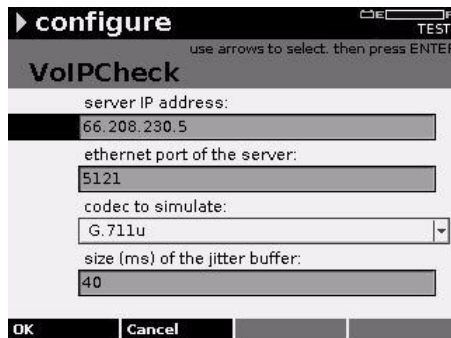 configure
E F
TEST
use arrows to select. then press ENTER
VoIPCheck
server IP address:
66.208.230.5
ethernet port of the server:
5121
codec to simulate:
G.711u
size (ms) of the jitter buffer:
40
OK Cancel